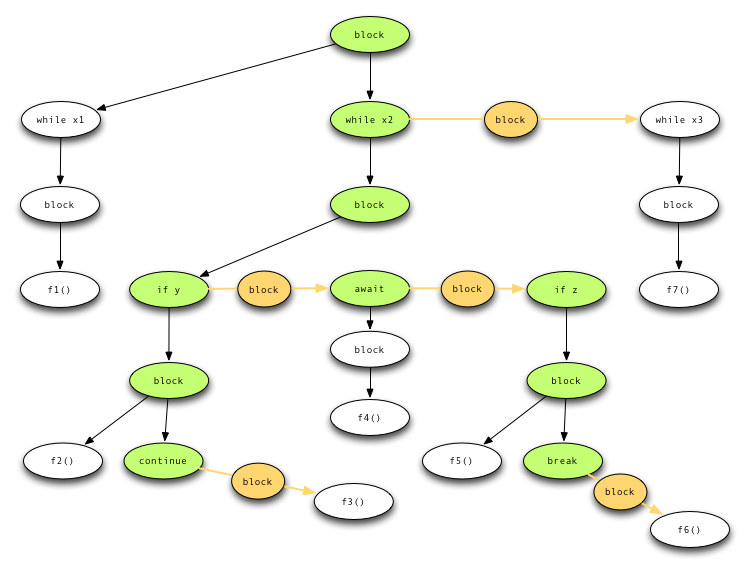 block
while x1
while x2
block
while x3
block
block
block
f1()
if y
block
await
block
if z
f7()
block
block
block
f4()
f2()
continue
block
f3()
f5()
break
block
f6()